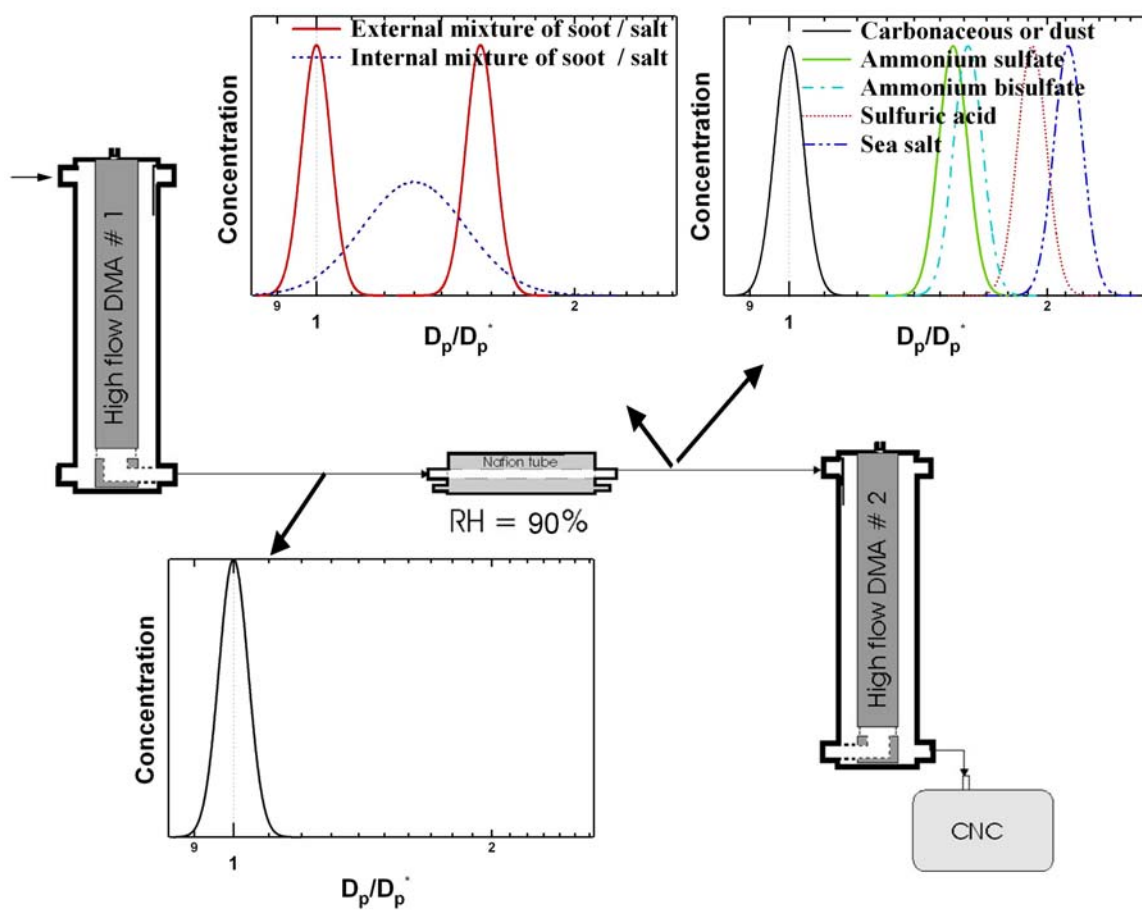 External mixture of soot / salt
Internal mixture of soot / salt
Concentration
9
1
2
Dp/Dp*
Carbonaceous or dust
Ammonium sulfate
Ammonium bisulfate
Sulfuric acid
Sea salt
Concentration
9
1
2
Dp/Dp*
High flow DMA # 1
Nafion tube
RH = 90%
High flow DMA # 2
Concentration
9
1
2
Dp/Dp*
CNC